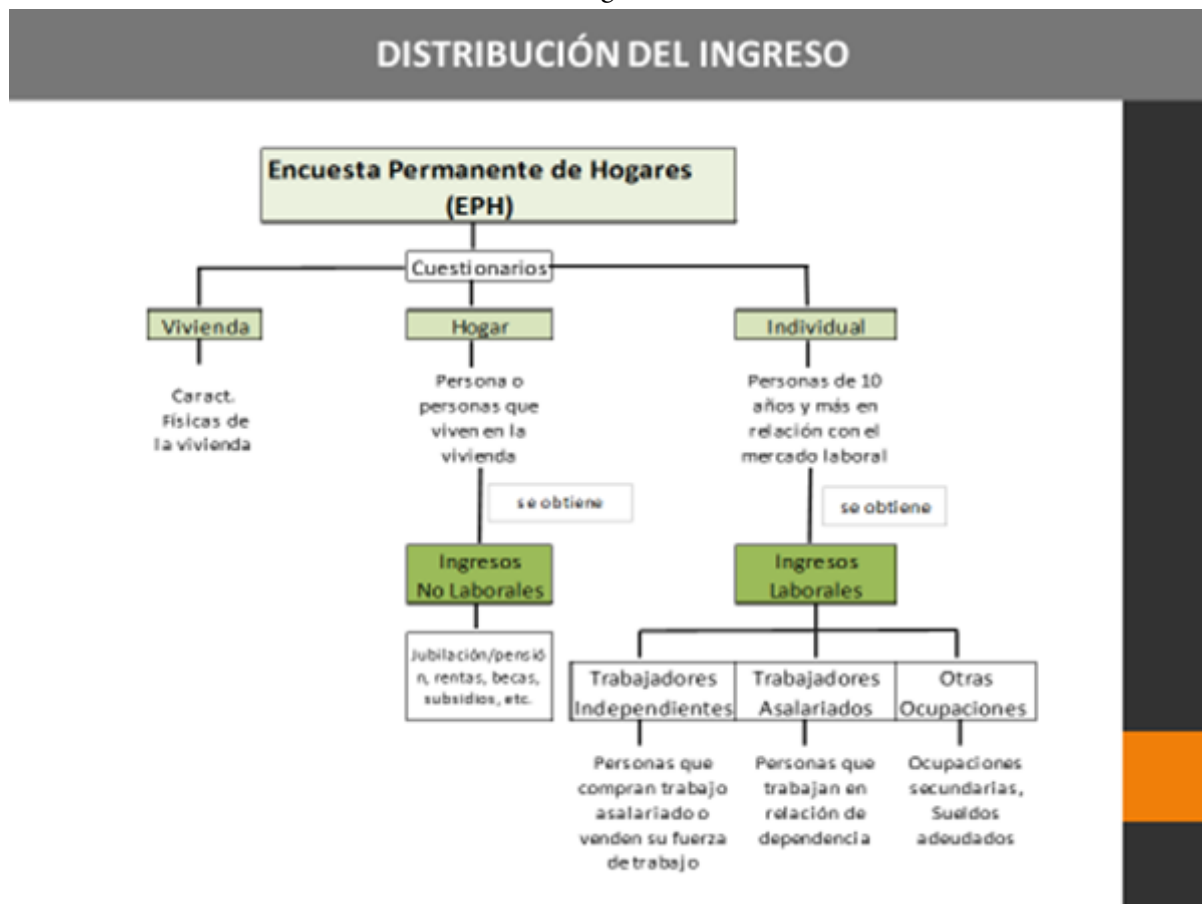 DISTRIBUCIÓN DEL INGRESO
Encuesta Permanente de Hogares
(EPH)
Cuestionarios
Vivienda
Hogar
Individual
Caract.
Físicas de
la vivienda
Persona o
personas que
viven en la
vivienda
Personas de 10
años y más en
relación con el
mercado laboral
se obtiene
se obtiene
Ingresos
No Laborales
Ingresos
Laborales
Jubilación/pensió
n, rentas, becas,
subsidios, etc.
Trabajadores
Independientes
Trabajadores
Asalariados
Otras
Ocupaciones
Personas que
compran trabajo
asalariado o
venden su fuerza
de trabajo
Personas que
trabajan en
relación de
dependencia
Ocupaciones
secundarias,
Sueldos
adeudados